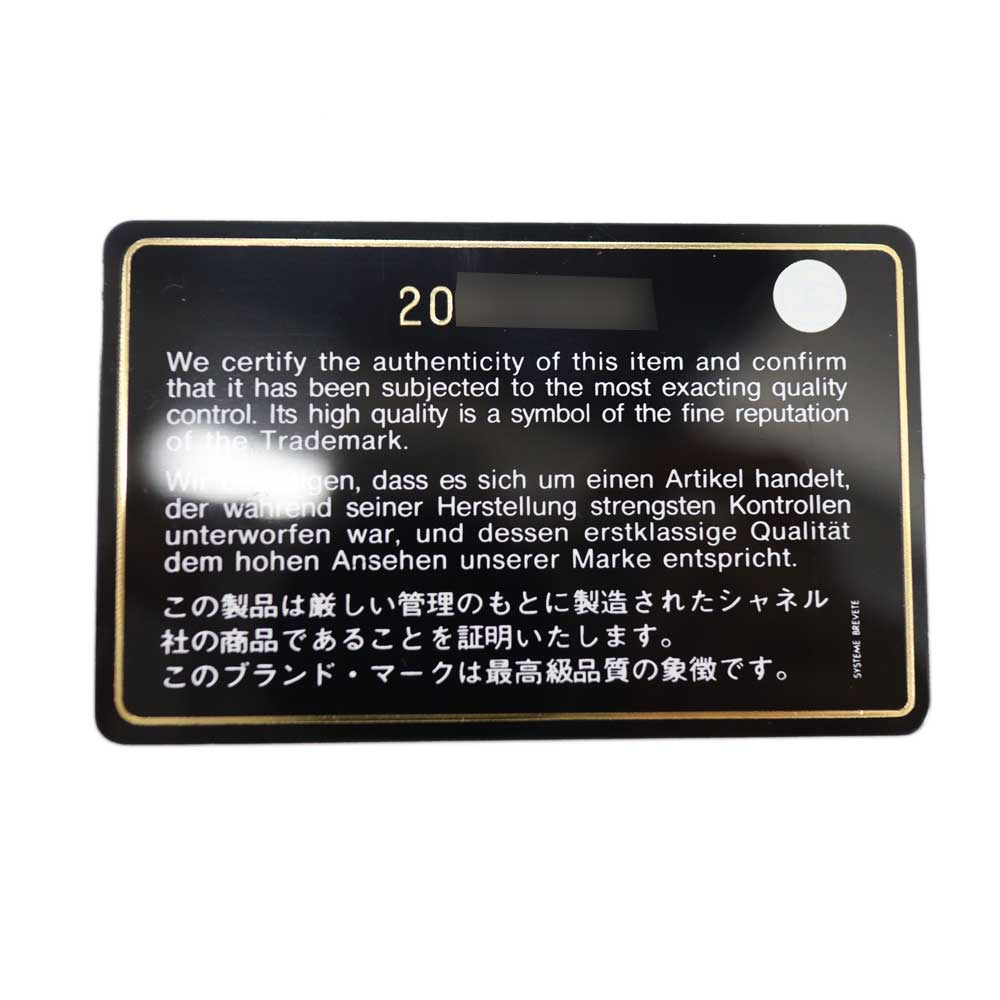 20
We certify the authenticity of this item and confirm
that it has been subjected to the most exacting quality
control. Its high quality is a symbol of the fine reputation
of the Trademark.
dass es sich um einen Artikel handelt,
der während seiner Herstellung strengsten Kontrollen
unterworfen war, und dessen erstklassige Qualität
dem hohen Ansehen unserer Marke entspricht.
この製品は厳しい管理のもとに製造されたシャネル
社の商品であることを証明いたします。
このブランド・マークは最高級品質の象徴です。
SYSTEME BREVETE